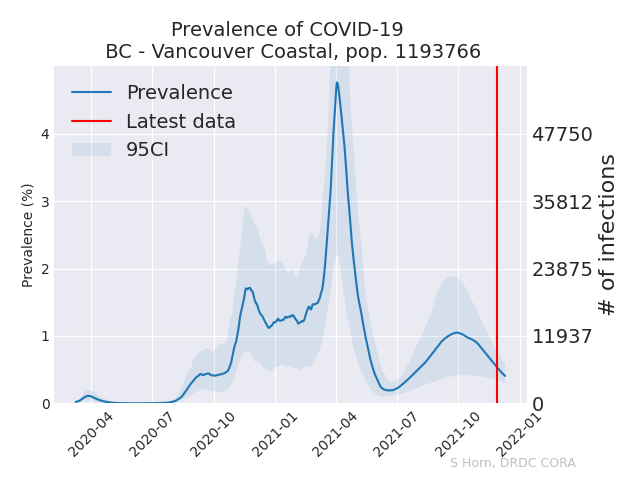 Prevalence of COVID-19
BC - Vancouver Coastal, pop. 1193766
Prevalence
Latest data
95CI
Prevalence (%)
4
3
2
1
0
47750
35812
23875
11937
0
# of infections
2020-04
2020-07
2020-10
2021-01
2021-04
2021-07
2021-10
2022-01
S Horn, DRDC CORA